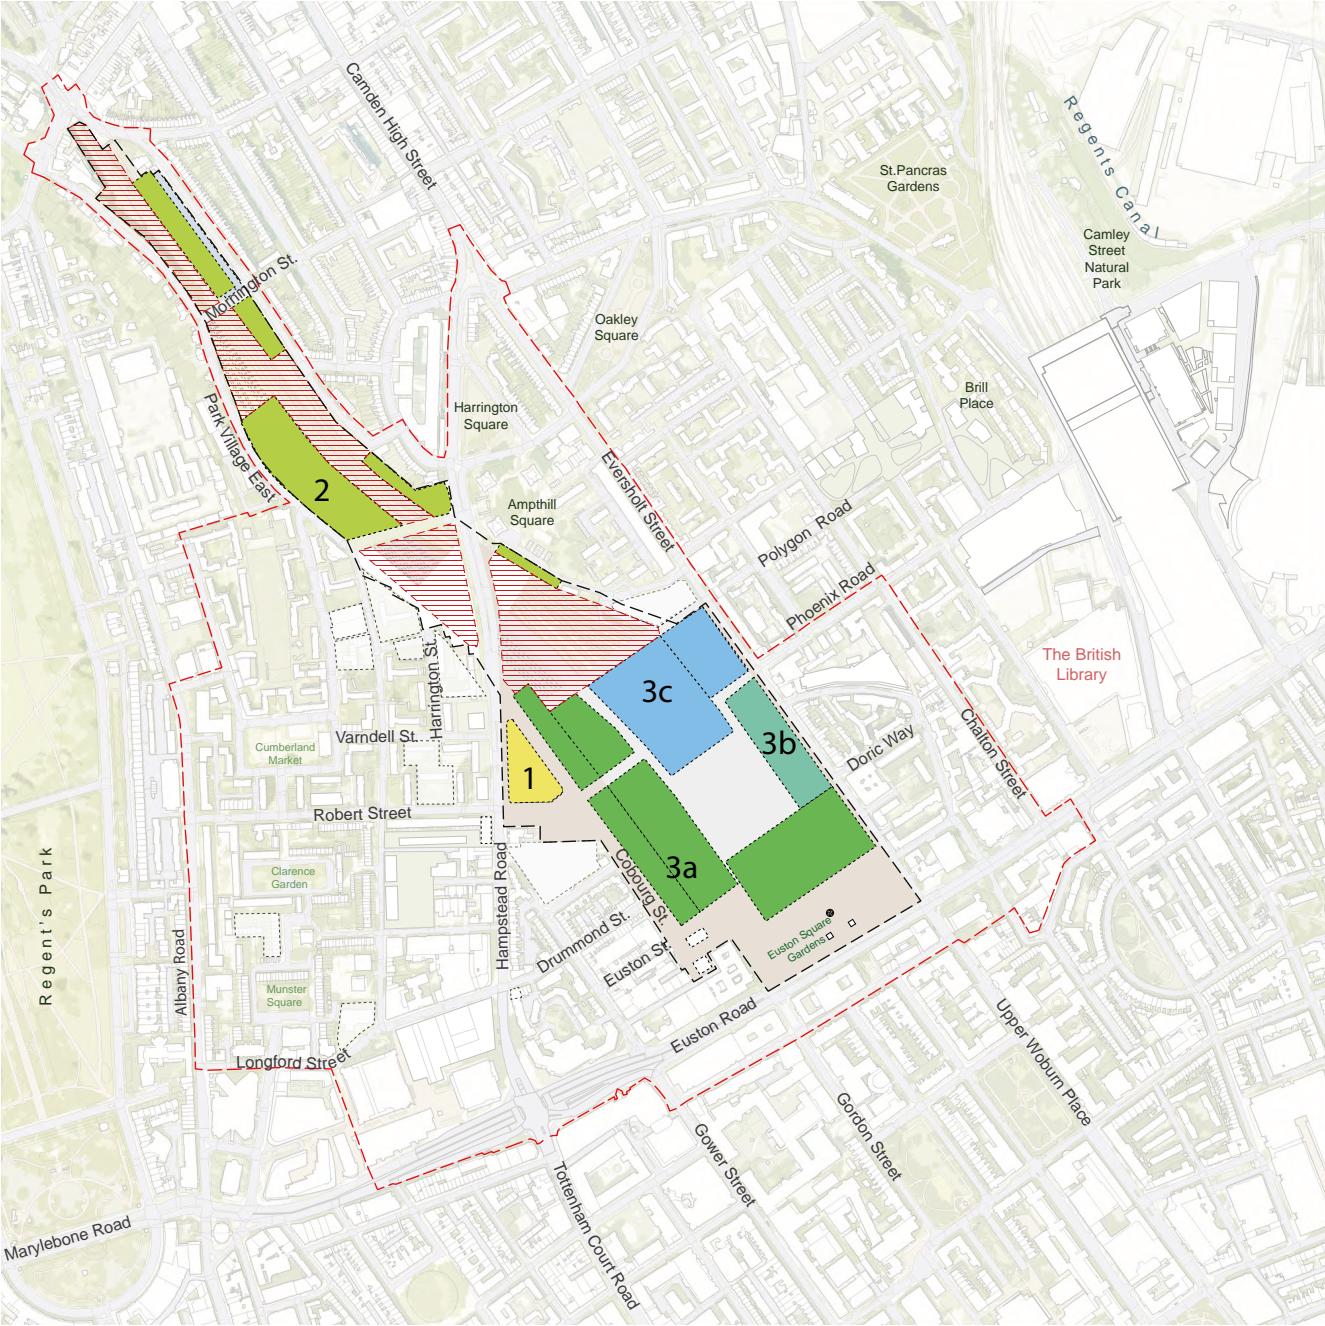 Camden High Street
Regents Canal
St.Pancras
Gardens
Camley
Street
Natural
Park
Mornington St.
Oakley
Square
Brill
Place
Park Village East
Harrington
Square
Eversholt Street
2
Ampthill
Square
Polygon Road
Phoenix Road
The British
Library
Harrington St.
3c
Varndell St.
Cumberland
Market
3b
Doric Way
Chalton Street
1
Robert Street
Regent's Park
Clarence
Garden
Hampstead Road
Cobourg St.
3a
Albany Road
Drummond St.
Euston St.
Euston Square
Gardens
Munster
Square
Euston Road
Upper Woburn Place
Longford Street
Gordon Street
Gower Street
Tottenham Court Road
Marylebone Road